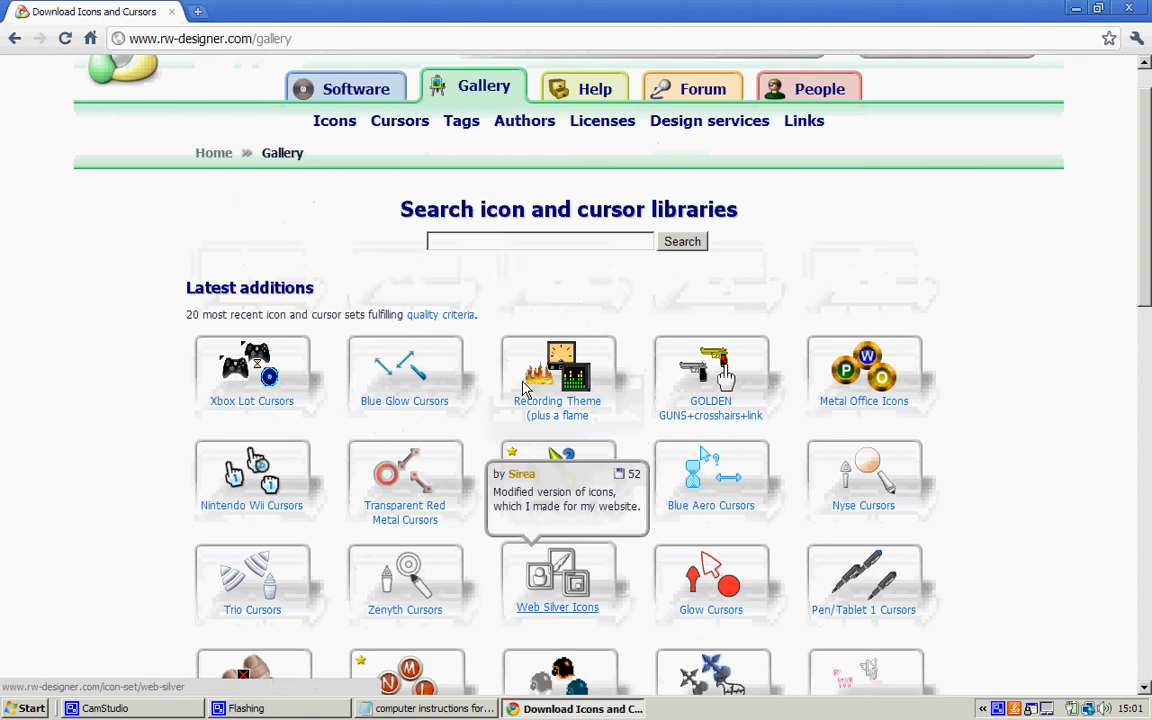 Download Icons and Cursors
www.rw-designer.com/gallery
Software
Gallery
Help
Forum
People
Icons Cursors Tags Authors Licenses Design services Links
Home » Gallery
Search icon and cursor libraries
Search
Latest additions
20 most recent icon and cursor sets fulfilling quality criteria.
Xbox Lot Cursors
Blue Glow Cursors
Recording Theme
(plus a flame
GOLDEN
GUNS+crosshairs+link
Metal Office Icons
W
P
O
Nintendo Wii Cursors
Transparent Red
Metal Cursors
by Sirea 52
Modified version of icons,
which I made for my website.
Blue Aero Cursors
Nyse Cursors
Trio Cursors
Zenyth Cursors
Web Silver Icons
Glow Cursors
Pen/Tablet 1 Cursors
M
N
www.rw-designer.com/icon-set/web-silver
Start
CamStudio
Flashing
computer instructions for...
Download Icons and C...
15:01